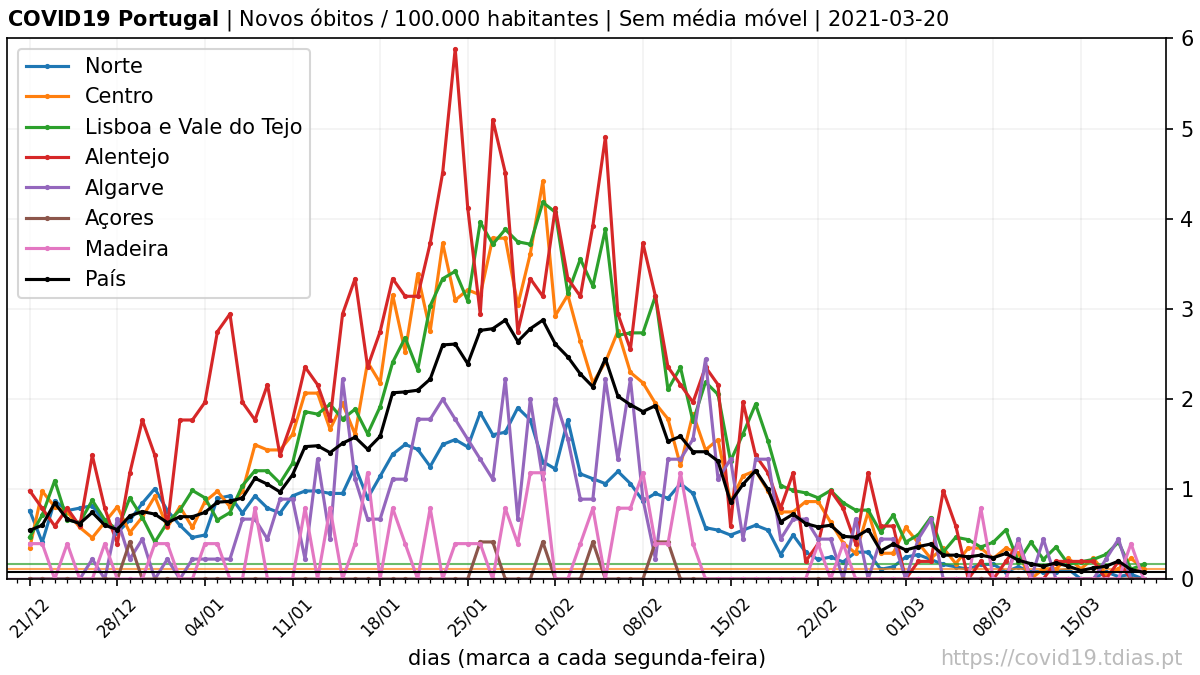 COVID19 Portugal | Novos óbitos / 100.000 habitantes | Sem média móvel | 2021-03-20
Norte
Centro
Lisboa e Vale do Tejo
Alentejo
Algarve
Açores
Madeira
País
6
5
4
3
2
1
0
21/12
28/12
04/01
11/01
18/01
25/01
01/02
08/02
15/02
22/02
01/03
08/03
15/03
dias (marca a cada segunda-feira)
https://covid19.tdias.pt